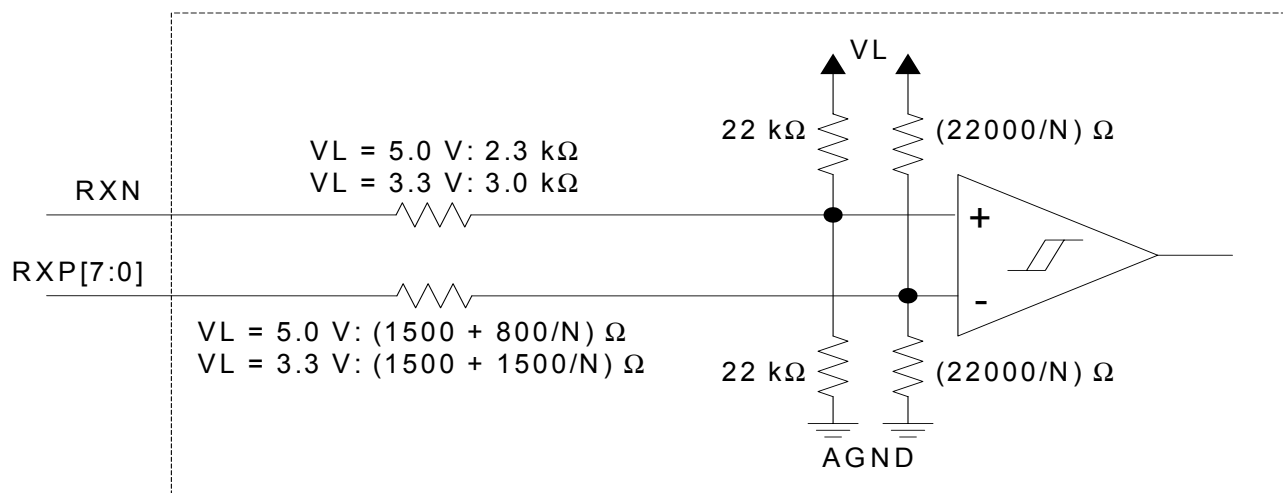 VL
22 kΩ
(22000/N) Ω
VL = 5.0 V: 2.3 kΩ
VL = 3.3 V: 3.0 kΩ
RXN
+
RXP[7:0]
-
VL = 5.0 V: (1500 + 800/N) Ω
VL = 3.3 V: (1500 + 1500/N) Ω
22 kΩ
(22000/N) Ω
AGND